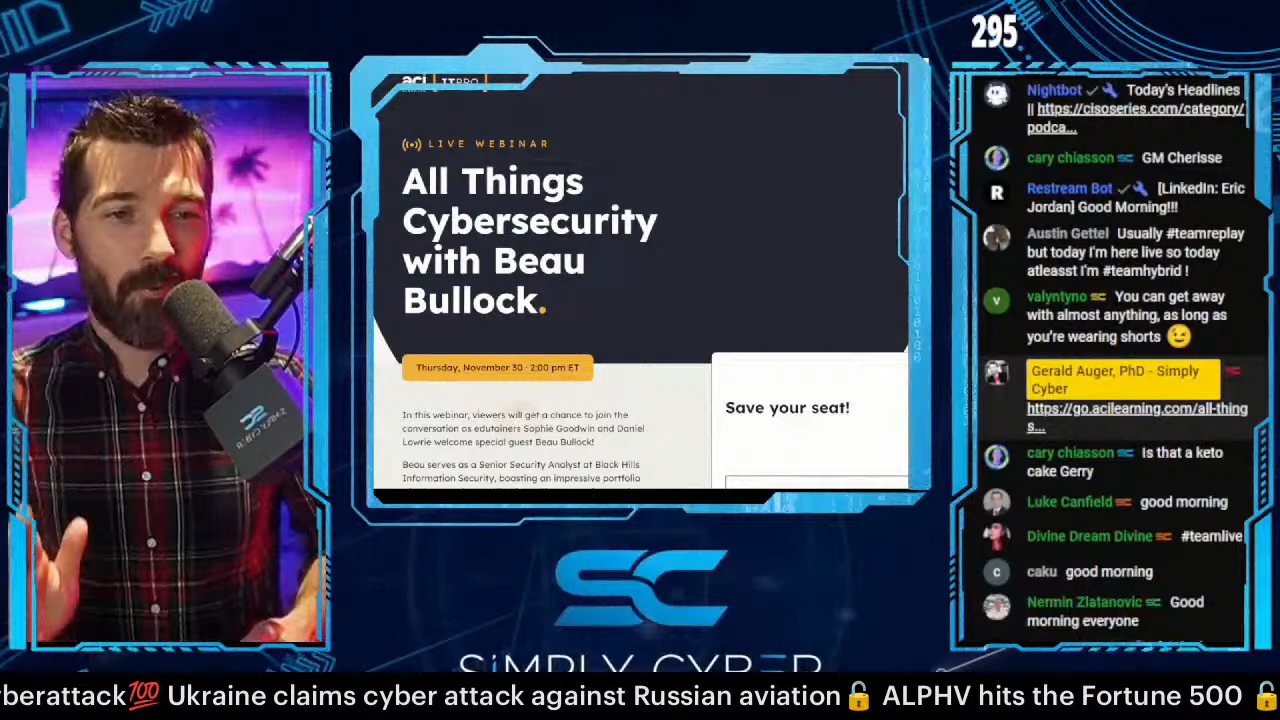 295
aci | ITPRO |
LIVE WEBINAR
All Things
Cybersecurity
with Beau
Bullock.
Thursday, November 30 · 2:00 pm ET
In this webinar, viewers will get a chance to join the
conversation as edutainers Sophie Goodwin and Daniel
Lowrie welcome special guest Beau Bullock!
Beau serves as a Senior Security Analyst at Black Hills
Information Security, boasting an impressive portfolio
Save your seat!
Nightbot Today's Headlines
|| https://cisoseries.com/category/
podca...
cary chiasson GM Cherisse
Restream Bot [LinkedIn: Eric
Jordan] Good Morning!!!
Austin Gettel Usually #teamreplay
but today I'm here live so today
atleasst I'm #teamhybrid !
valyntyno You can get away
with almost anything, as long as
you're wearing shorts 😉
Gerald Auger, PhD - Simply
Cyber
https://go.acilearning.com/all-thing
s...
cary chiasson Is that a keto
cake Gerry
Luke Canfield good morning
Divine Dream Divine #teamlive
caku good morning
Nermin Zlatanovic Good
morning everyone
SC
SIMPLY CYBER
yberattack💯 Ukraine claims cyber attack against Russian aviation🔓 ALPHV hits the Fortune 500 🔓